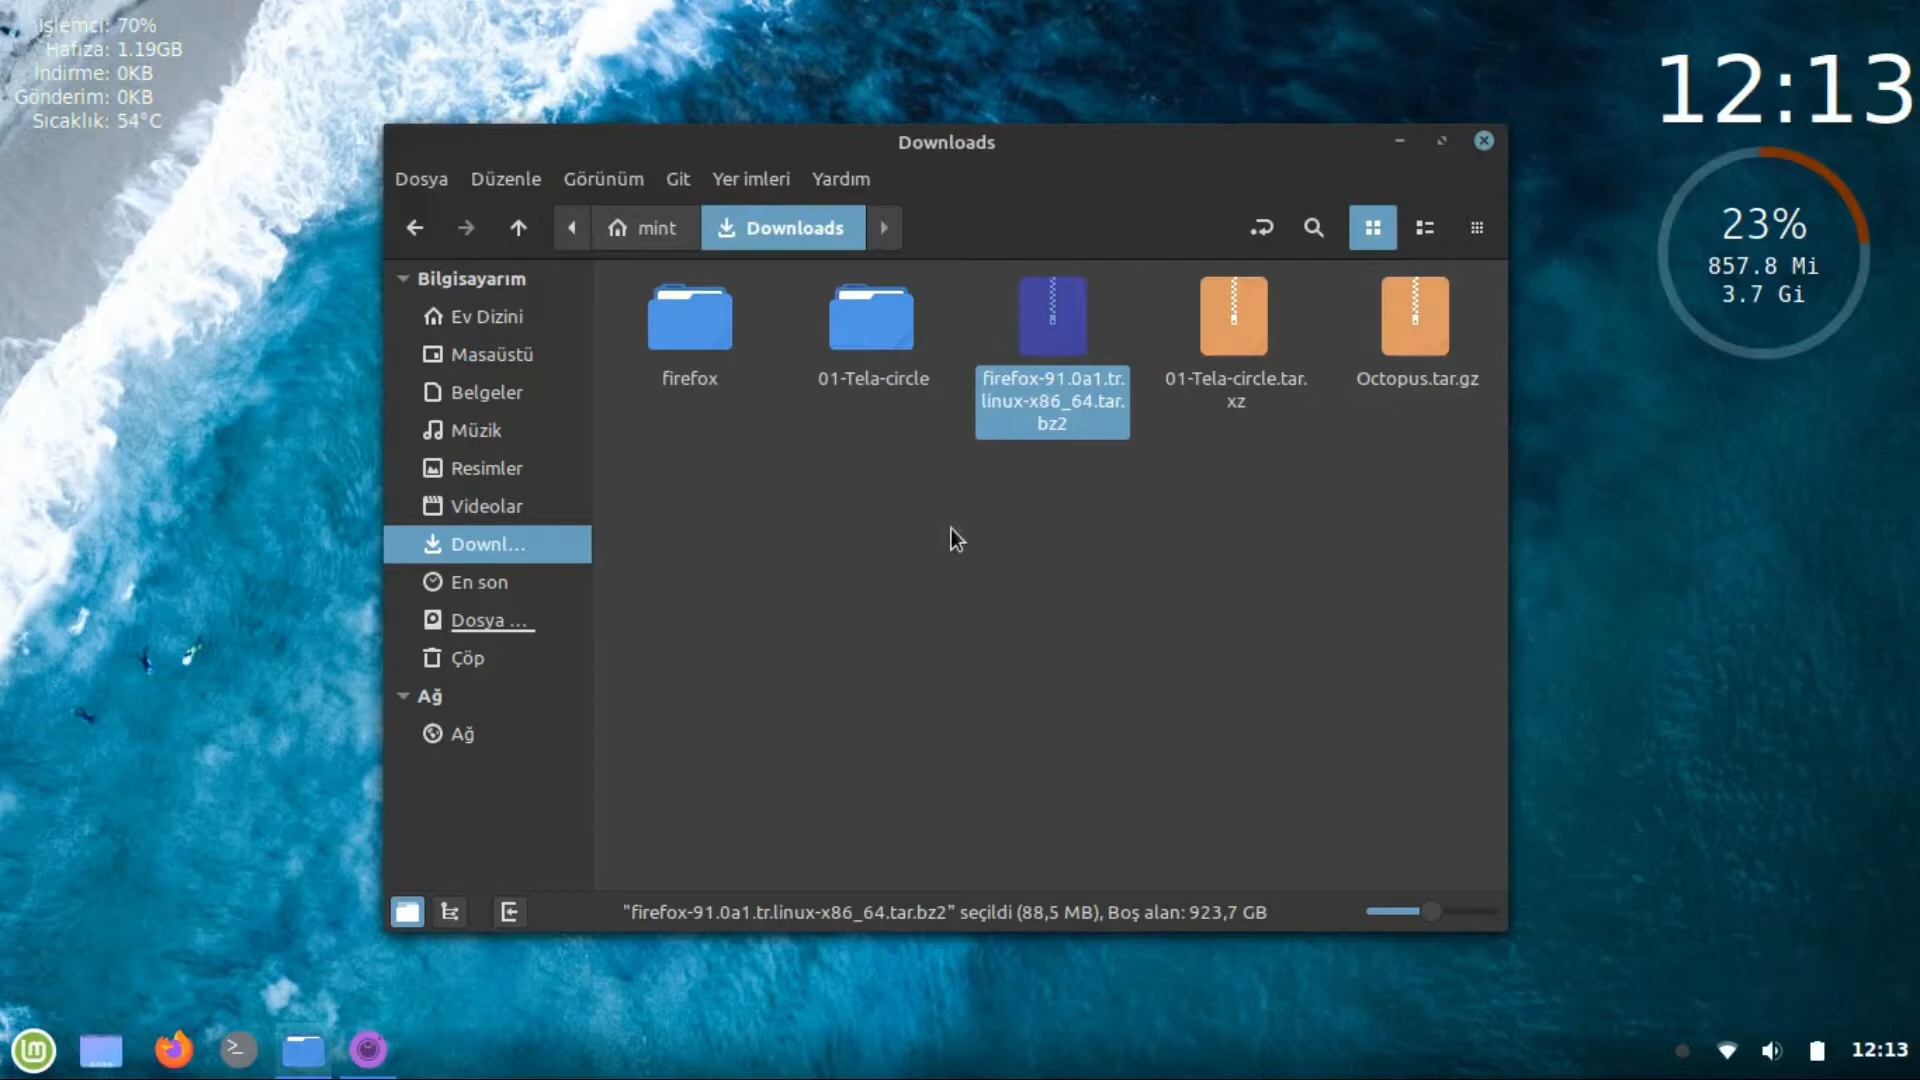 İşlemci: 70%
Hafıza: 1.19GB
İndirme: 0KB
Gönderim: 0KB
Sıcaklık: 54°C
12:13
23%
857.8 Mi
3.7 Gi
Downloads
Dosya Düzenle Görünüm Git Yer imleri Yardım
mint Downloads
Bilgisayarım
Ev Dizini
Masaüstü
Belgeler
Müzik
Resimler
Videolar
Downl...
En son
Dosya ...
Çöp
Ağ
Ağ
firefox
01-Tela-circle
firefox-91.0a1.tr.
linux-x86_64.tar.
bz2
01-Tela-circle.tar.
xz
Octopus.tar.gz
"firefox-91.0a1.tr.linux-x86_64.tar.bz2" seçildi (88,5 MB), Boş alan: 923,7 GB
12:13